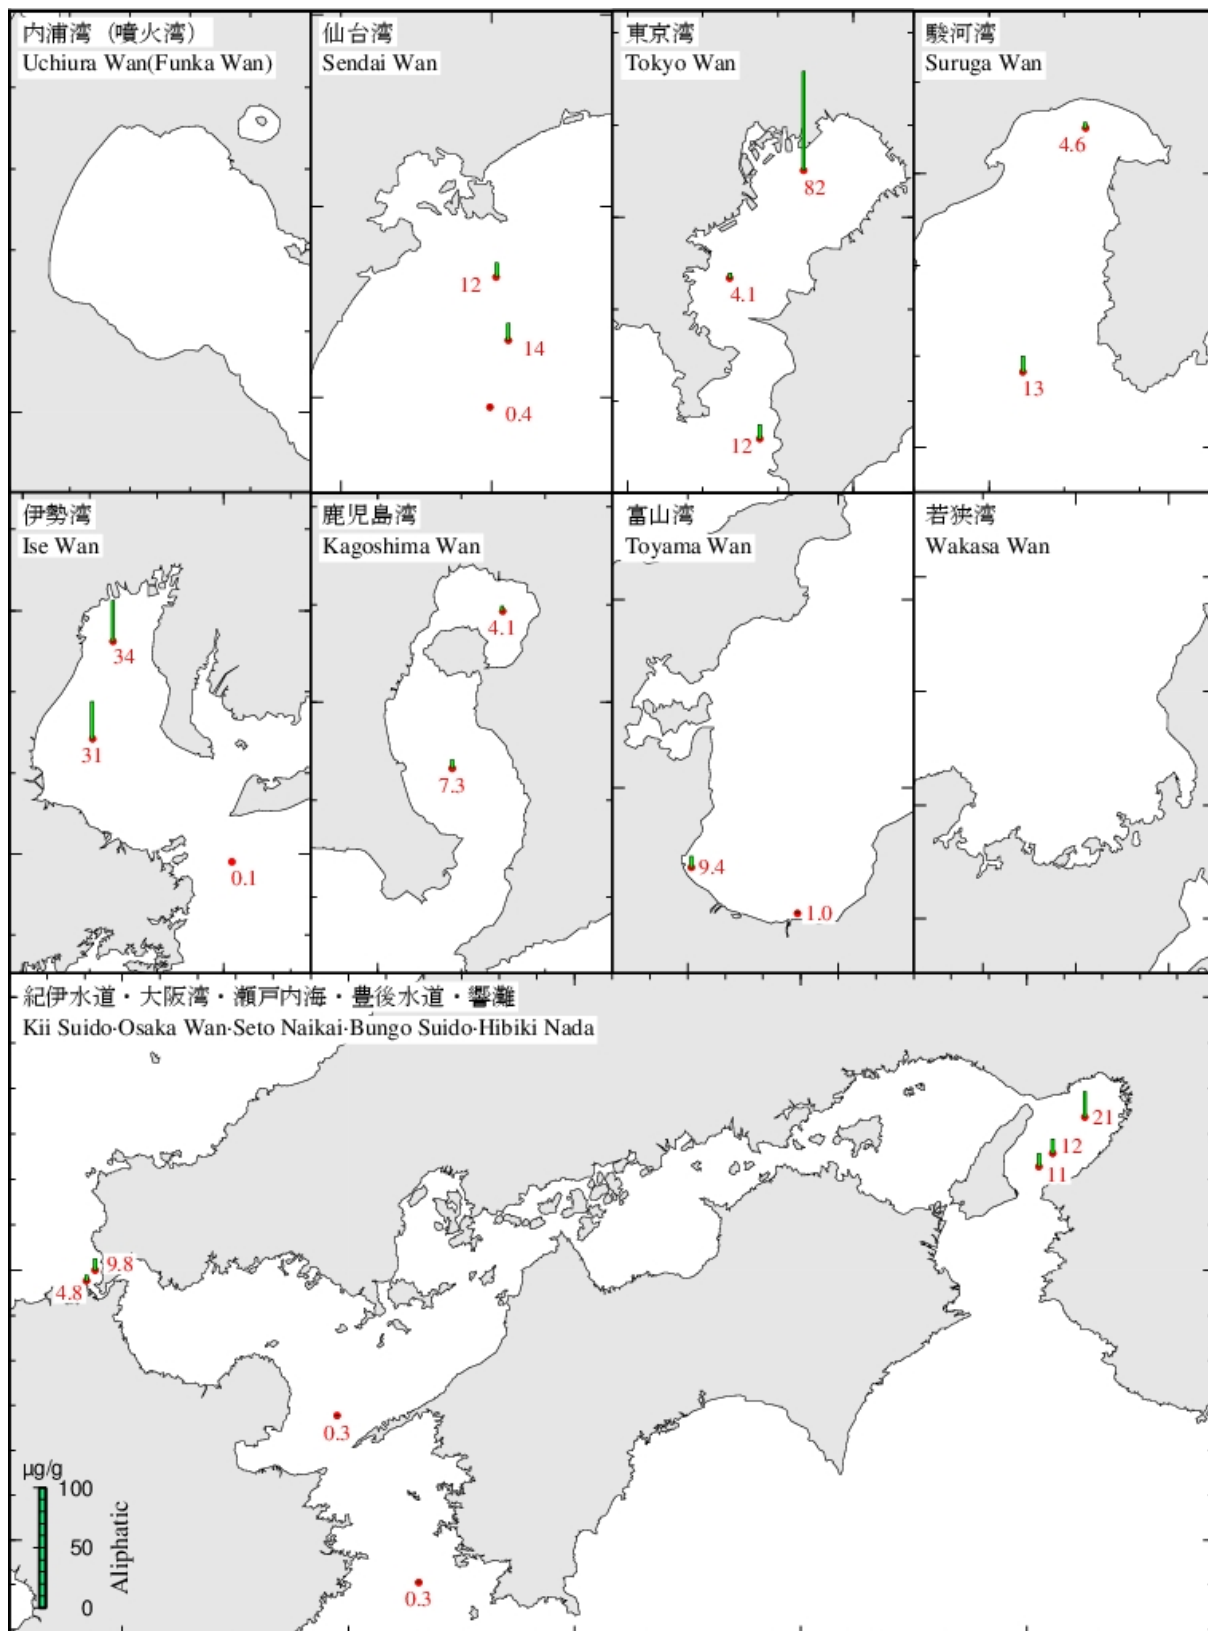 内浦湾（噴火湾）
Uchiura Wan(Funka Wan)
仙台湾
Sendai Wan
12
14
0.4
東京湾
Tokyo Wan
82
4.1
12
駿河湾
Suruga Wan
4.6
13
伊勢湾
Ise Wan
34
31
0.1
鹿児島湾
Kagoshima Wan
4.1
7.3
富山湾
Toyama Wan
9.4
1.0
若狭湾
Wakasa Wan
紀伊水道・大阪湾・瀬戸内海・豊後水道・響灘
Kii Suido·Osaka Wan·Seto Naikai·Bungo Suido·Hibiki Nada
21
12
11
9.8
4.8
0.3
0.3
μg/g
100
50
0
Aliphatic